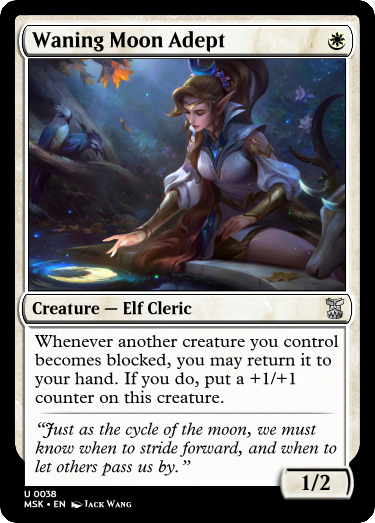 Waning Moon Adept
Creature — Elf Cleric
Whenever another creature you control
becomes blocked, you may return it to
your hand. If you do, put a +1/+1
counter on this creature.
“Just as the cycle of the moon, we must
know when to stride forward, and when to
let others pass us by.”
1/2
U 0038
MSK • EN Jack Wang